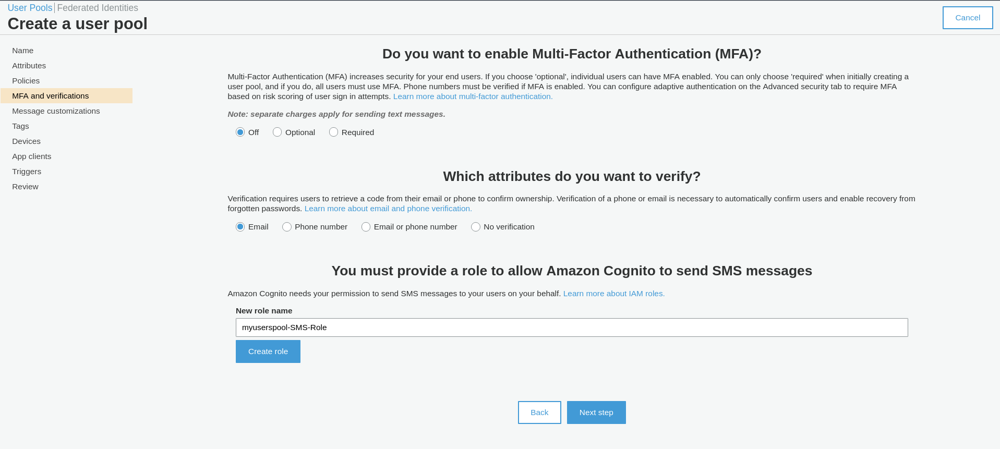 User Pools | Federated Identities
Create a user pool
Cancel
Name
Attributes
Policies
MFA and verifications
Message customizations
Tags
Devices
App clients
Triggers
Review
Do you want to enable Multi-Factor Authentication (MFA)?
Multi-Factor Authentication (MFA) increases security for your end users. If you choose 'optional', individual users can have MFA enabled. You can only choose 'required' when initially creating a
user pool, and if you do, all users must use MFA. Phone numbers must be verified if MFA is enabled. You can configure adaptive authentication on the Advanced security tab to require MFA
based on risk scoring of user sign in attempts. Learn more about multi-factor authentication.
Note: separate charges apply for sending text messages.
Off Optional Required
Which attributes do you want to verify?
Verification requires users to retrieve a code from their email or phone to confirm ownership. Verification of a phone or email is necessary to automatically confirm users and enable recovery from
forgotten passwords. Learn more about email and phone verification.
Email Phone number Email or phone number No verification
You must provide a role to allow Amazon Cognito to send SMS messages
Amazon Cognito needs your permission to send SMS messages to your users on your behalf. Learn more about IAM roles.
New role name
myuserspool-SMS-Role
Create role
Back Next step